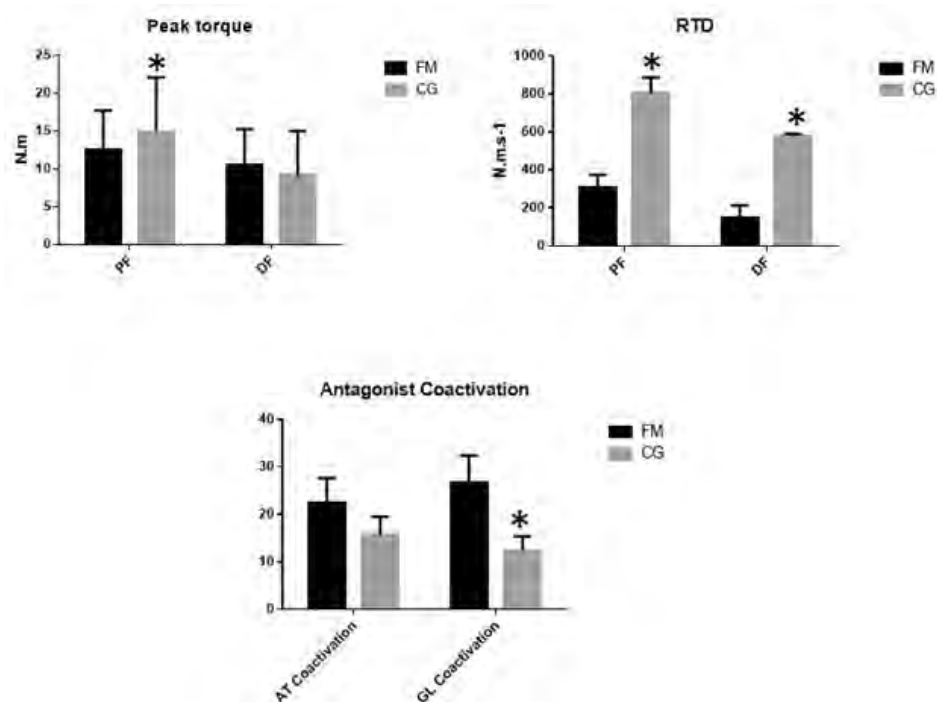 Peak torque
25
20
15
10
5
0
N.m
*
PF
DF
FM
CG
RTD
1000
800
600
400
200
0
N.m.s-1
*
*
PF
DF
FM
CG
Antagonist Coactivation
40
30
20
10
0
*
AT Coactivation
GL Coactivation
FM
CG